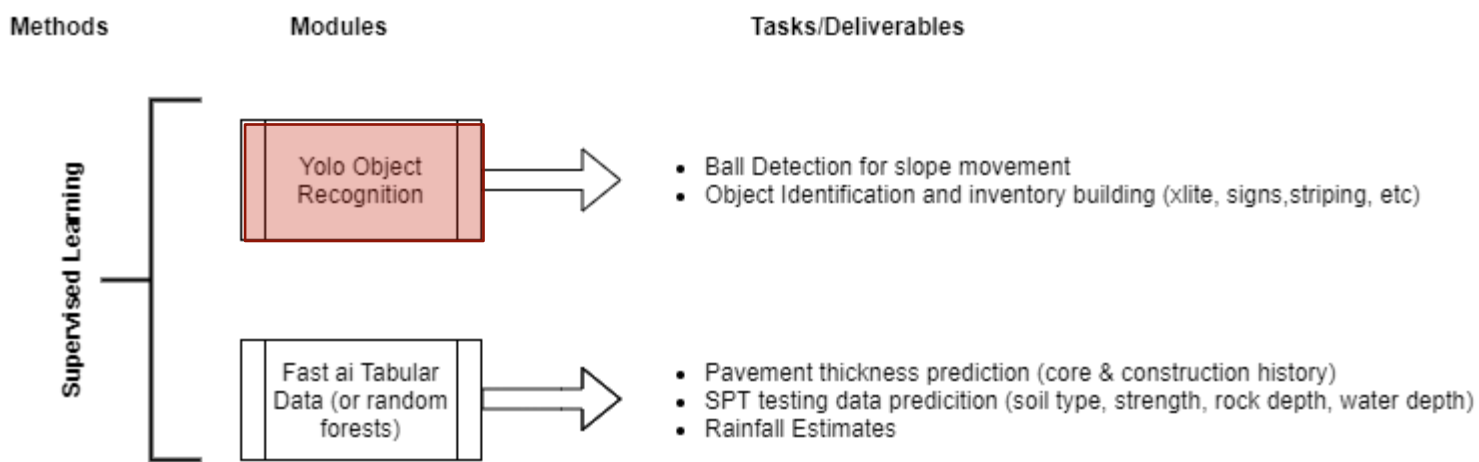 Methods Modules Tasks/Deliverables
Supervised Learning
Yolo Object
Recognition
• Ball Detection for slope movement
• Object Identification and inventory building (xlite, signs,striping, etc)
Fast ai Tabular
Data (or random
forests)
• Pavement thickness prediction (core & construction history)
• SPT testing data predicition (soil type, strength, rock depth, water depth)
• Rainfall Estimates